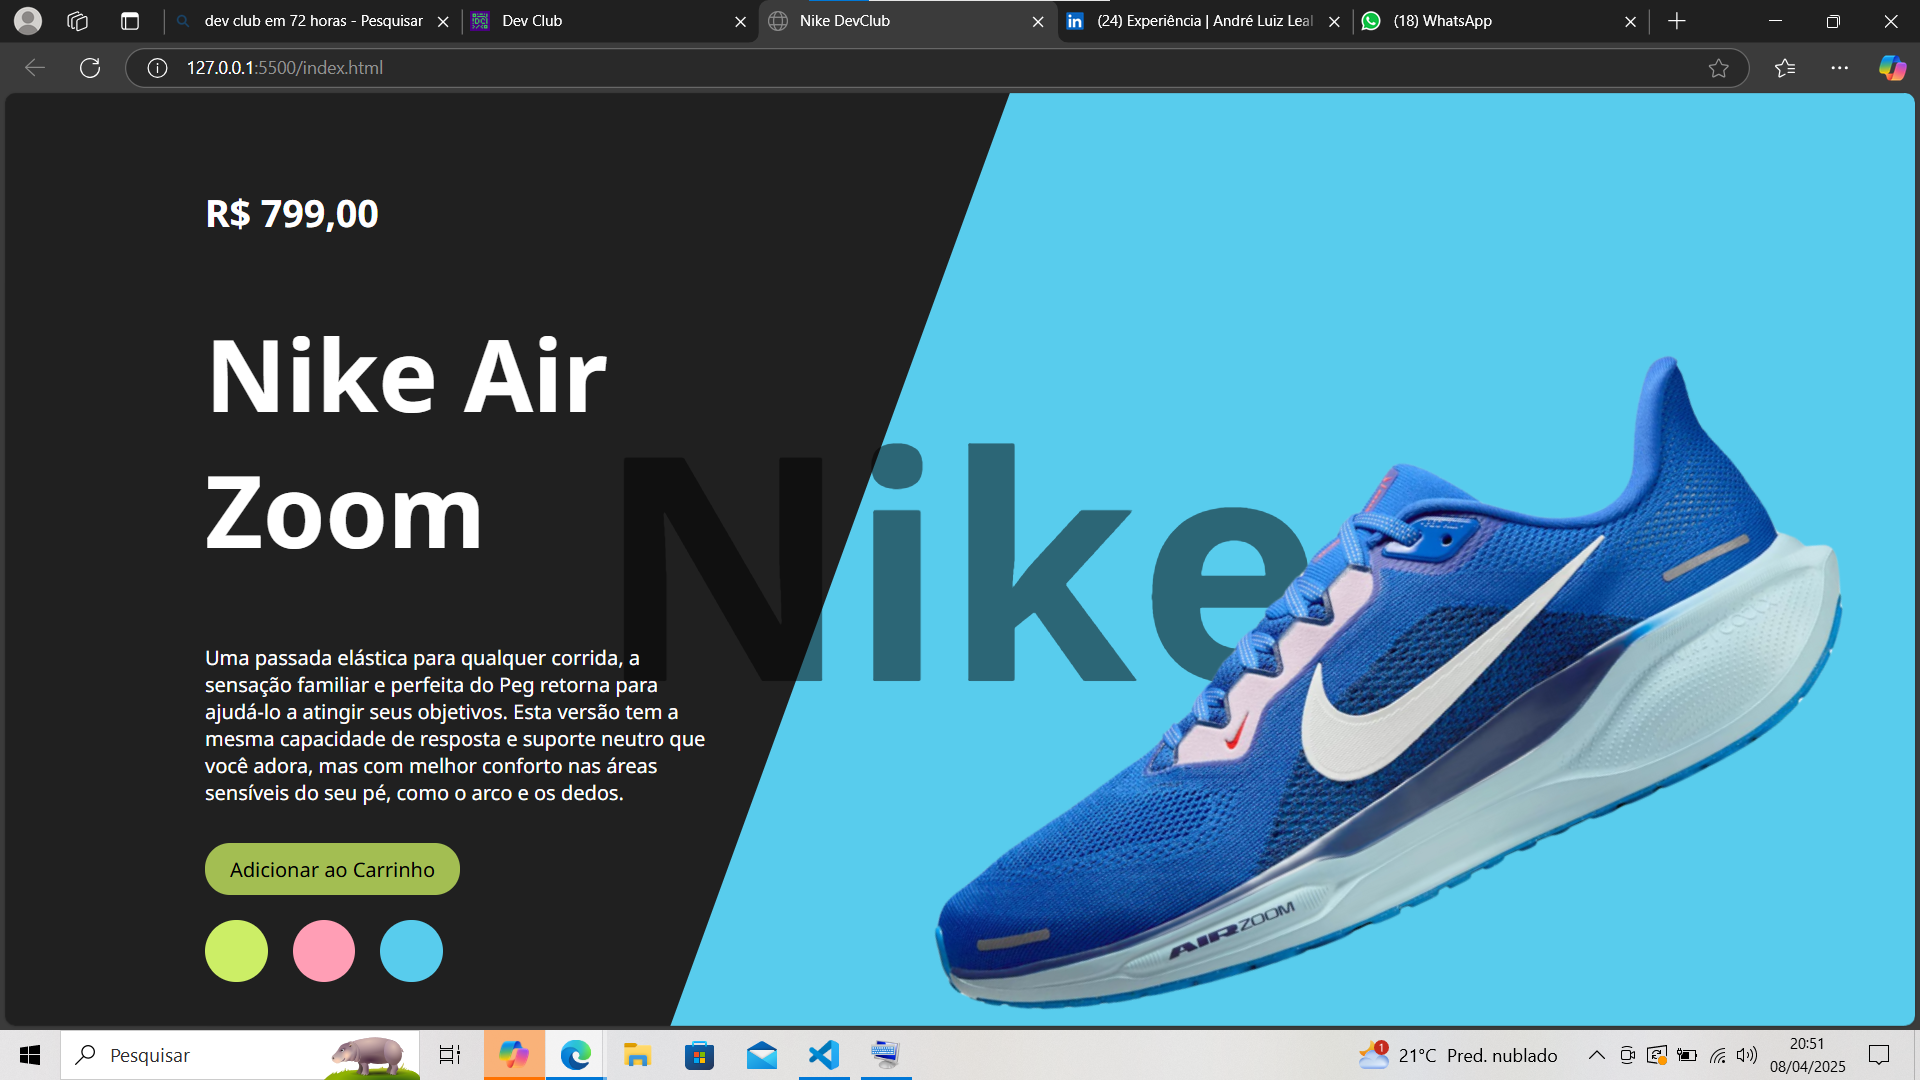 dev club em 72 horas - Pesquisar
Dev Club
Nike DevClub
(24) Experiência | André Luiz Leal
(18) WhatsApp
127.0.0.1:5500/index.html
R$ 799,00
Nike Air
Zoom
Nike
Uma passada elástica para qualquer corrida, a
sensação familiar e perfeita do Peg retorna para
ajudá-lo a atingir seus objetivos. Esta versão tem a
mesma capacidade de resposta e suporte neutro que
você adora, mas com melhor conforto nas áreas
sensíveis do seu pé, como o arco e os dedos.
Adicionar ao Carrinho
AIRZOOM
Pesquisar
1
21°C Pred. nublado
20:51
08/04/2025